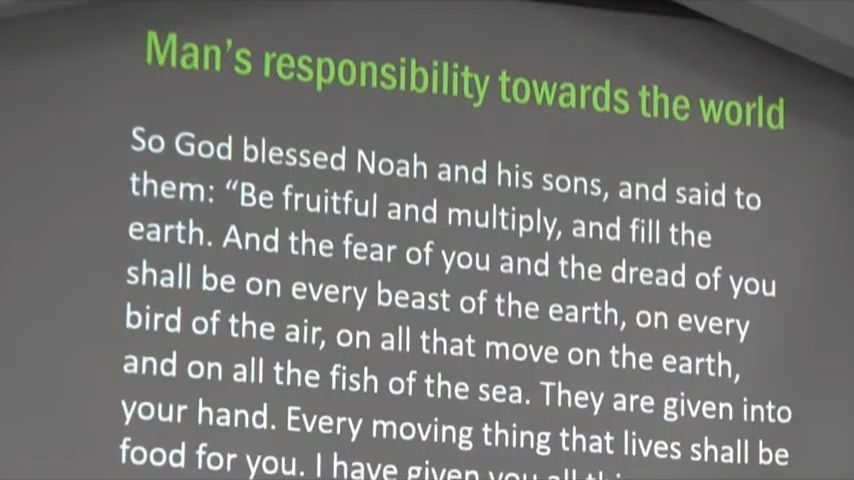 Man's responsibility towards the world
So God blessed Noah and his sons, and said to
them: “Be fruitful and multiply, and fill the
earth. And the fear of you and the dread of you
shall be on every beast of the earth, on every
bird of the air, on all that move on the earth,
and on all the fish of the sea. They are given into
your hand. Every moving thing that lives shall be
food for you. I have given you all